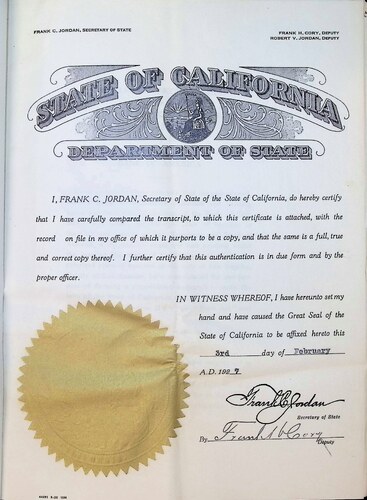 FRANK C. JORDAN, SECRETARY OF STATE
FRANK H. CORY, DEPUTY
ROBERT V. JORDAN, DEPUTY
STATE OF CALIFORNIA
DEPARTMENT OF STATE
I, FRANK C. JORDAN, Secretary of State of the State of California, do hereby certify
that I have carefully compared the transcript, to which this certificate is attached, with the
record on file in my office of which it purports to be a copy, and that the same is a full, true
and correct copy thereof. I further certify that this authentication is in due form and by the
proper officer.
IN WITNESS WHEREOF, I have hereunto set my
hand and have caused the Great Seal of the
State of California to be affixed hereto this
3rd day of February
A.D. 192 7
Frank C. Jordan
Secretary of State
By Frank H. Cory
Deputy